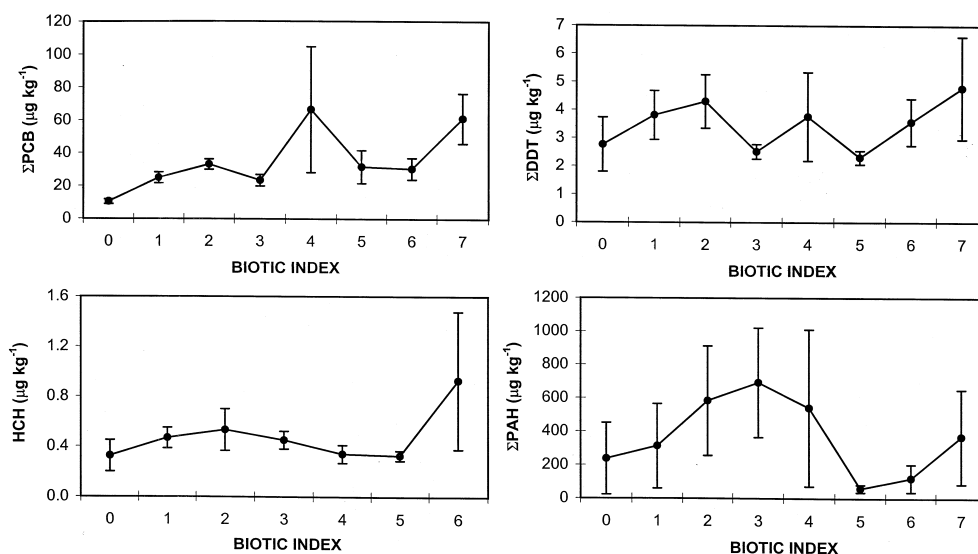 120
100
80
60
40
20
0
ΣPCB (µg kg⁻¹)
0 1 2 3 4 5 6 7
BIOTIC INDEX
7
6
5
4
3
2
1
0
ΣDDT (µg kg⁻¹)
0 1 2 3 4 5 6 7
BIOTIC INDEX
1.6
1.2
0.8
0.4
0.0
HCH (µg kg⁻¹)
0 1 2 3 4 5 6
BIOTIC INDEX
1200
1000
800
600
400
200
0
ΣPAH (µg kg⁻¹)
0 1 2 3 4 5 6 7
BIOTIC INDEX